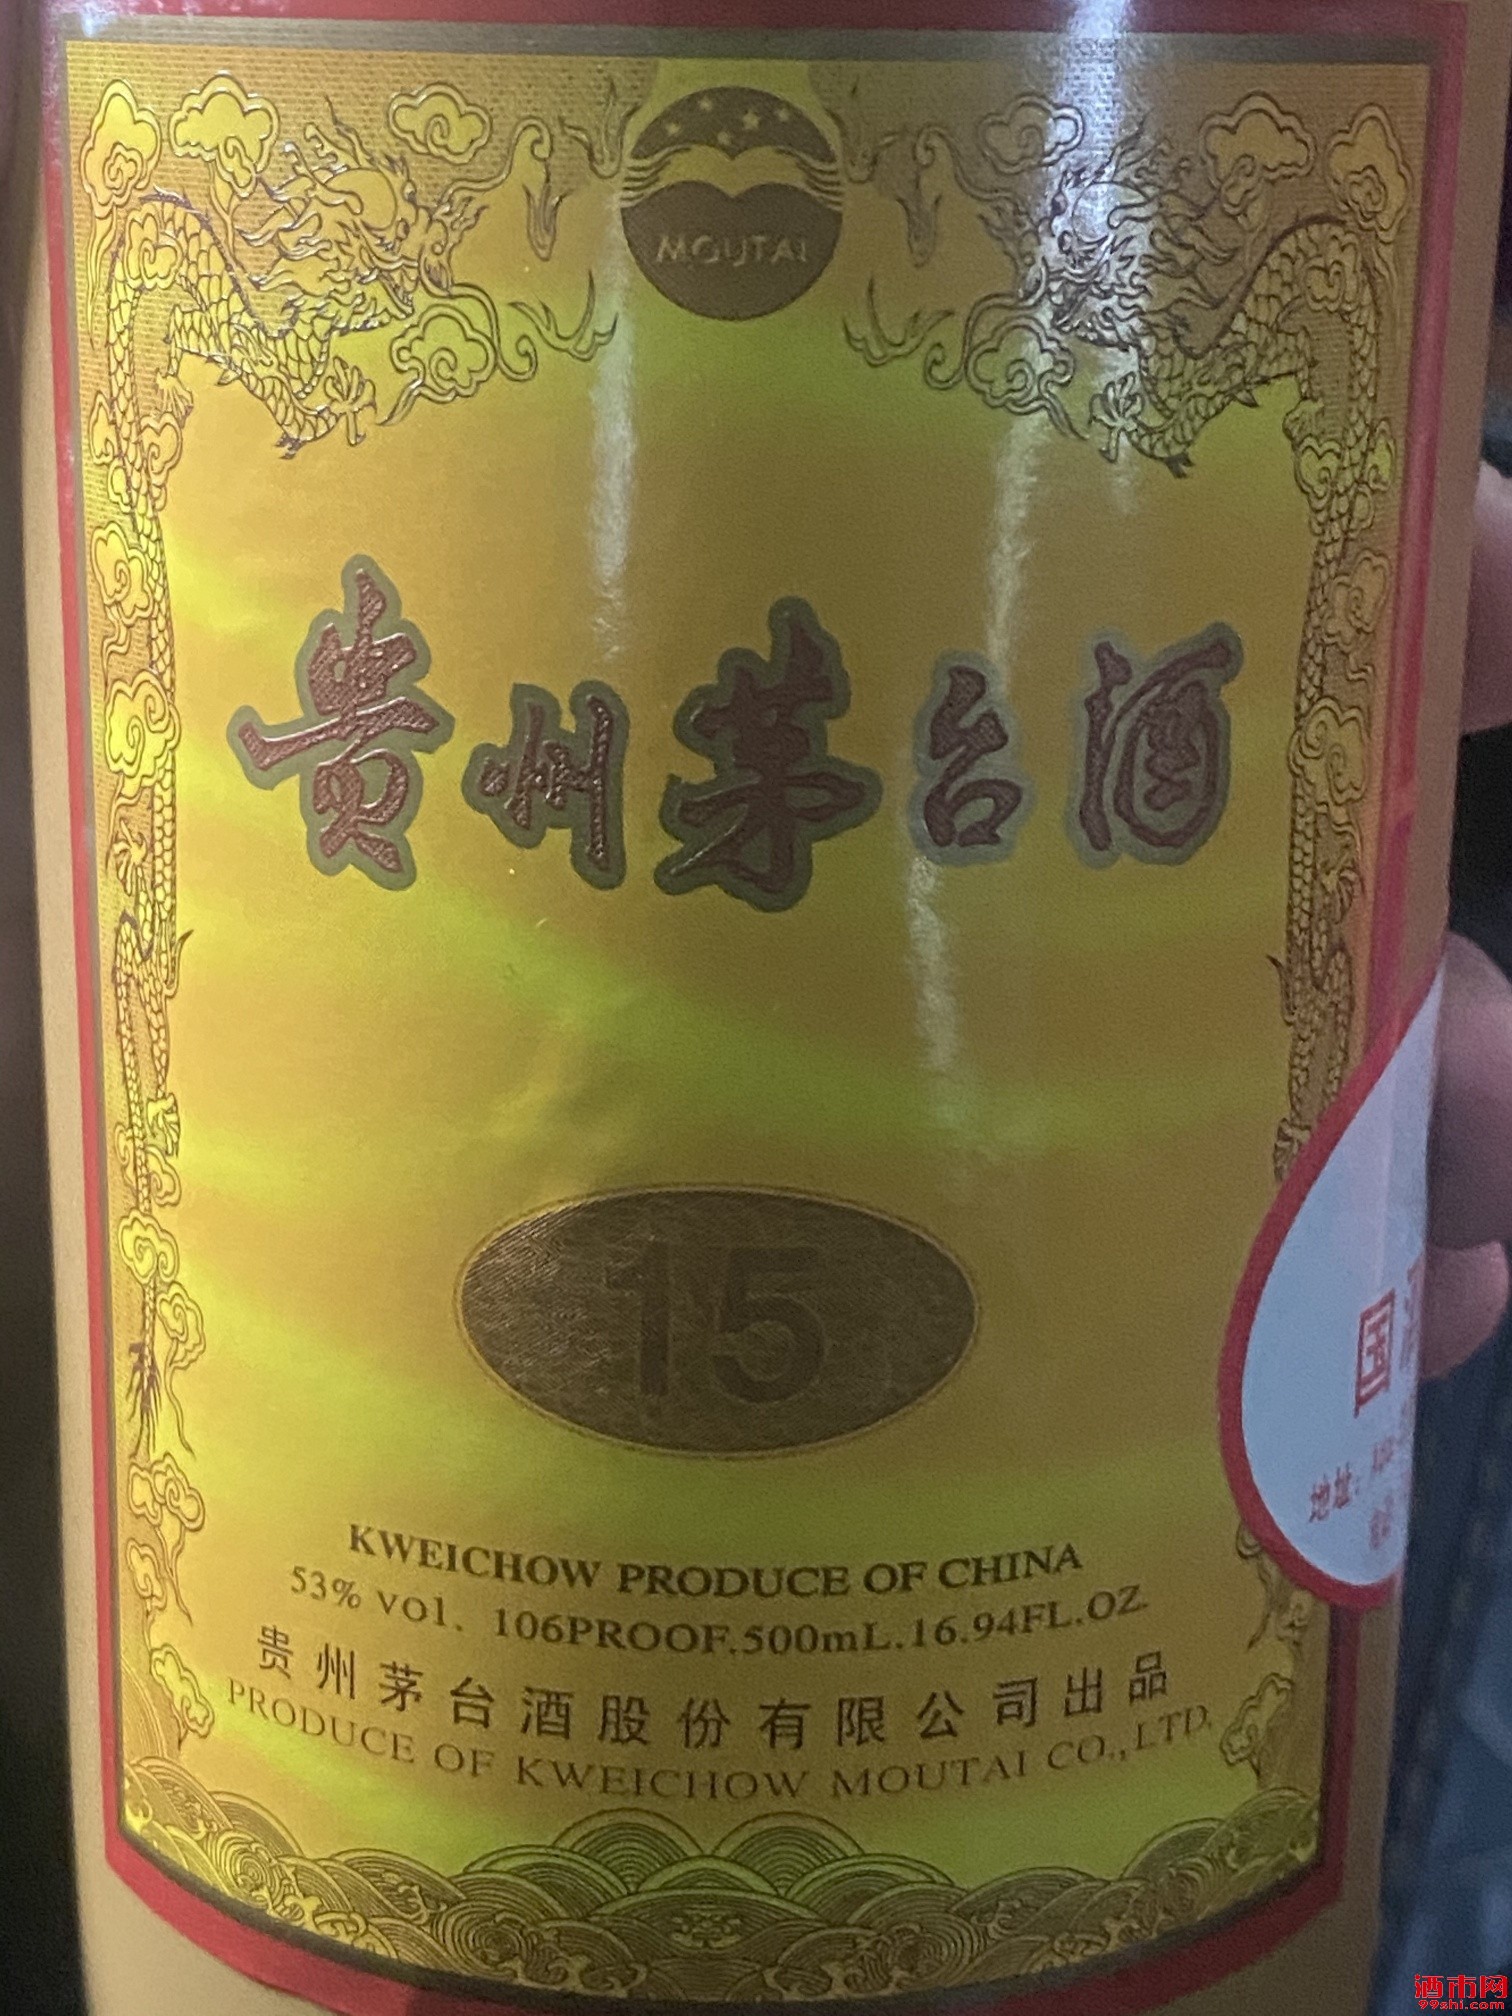 MOUTAI
贵州茅台酒
15
KWEICHOW PRODUCE OF CHINA
53% VOl. 106PROOF.500mL.16.94FL.OZ.
贵州茅台酒股份有限公司出品
PRODUCE OF KWEICHOW MOUTAI CO.,LTD.
国
地址:
酒市网
99shi.com